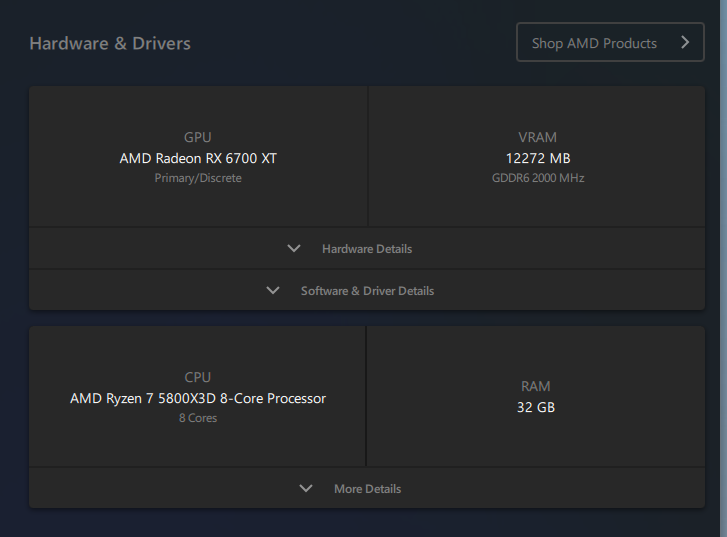 Hardware & Drivers
Shop AMD Products
GPU
AMD Radeon RX 6700 XT
Primary/Discrete
VRAM
12272 MB
GDDR6 2000 MHz
Hardware Details
Software & Driver Details
CPU
AMD Ryzen 7 5800X3D 8-Core Processor
8 Cores
RAM
32 GB
More Details